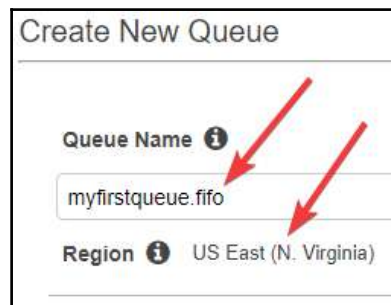 Create New Queue
Queue Name
myfirstqueue.fifo
Region US East (N. Virginia)